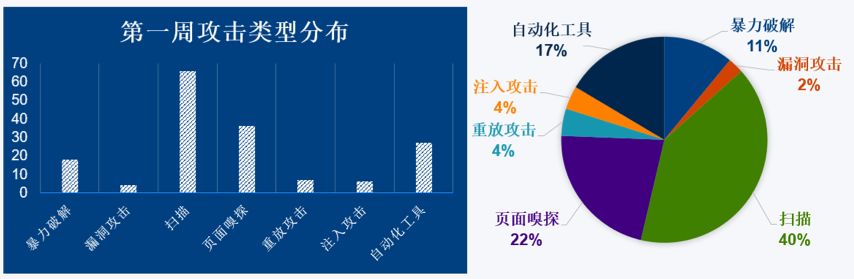 第一周攻击类型分布
70
60
50
40
30
20
10
0
暴力破解
漏洞攻击
扫描
页面嗅探
重放攻击
注入攻击
自动化工具
自动化工具
17%
暴力破解
11%
漏洞攻击
2%
注入攻击
4%
重放攻击
4%
页面嗅探
22%
扫描
40%